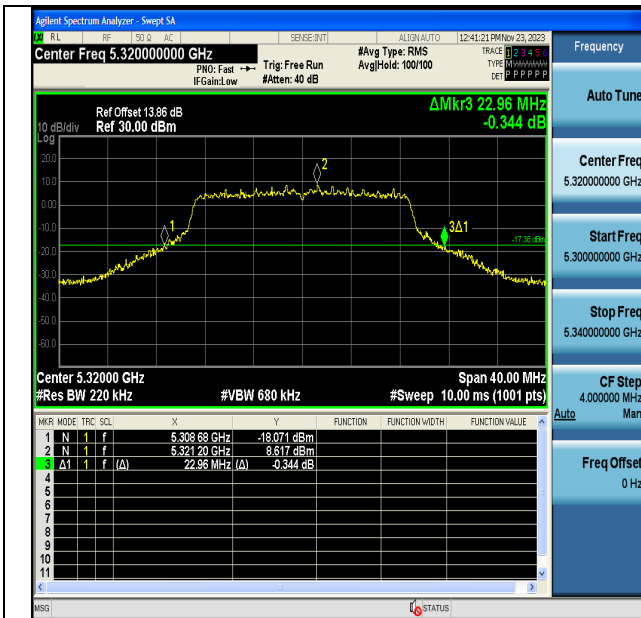 Agilent Spectrum Analyzer - Swept SA
RL RF 50 Ω AC SENSE:INT ALIGN AUTO 12:41:21 PM Nov 23, 2023
Center Freq 5.320000000 GHz
PNO: Fast
IFGain:Low
Trig: Free Run
#Atten: 40 dB
#Avg Type: RMS
Avg|Hold: 100/100
TRACE 1 2 3 4 5 6
TYPE M
DET P P P P P P
Ref Offset 13.86 dB
10 dB/div Ref 30.00 dBm
Log
ΔMkr3 22.96 MHz
-0.344 dB
20.0
10.0
0.00
-10.0
-20.0
-30.0
-40.0
-50.0
-60.0
1
2
3Δ1
-17.38 dBm
Center 5.32000 GHz Span 40.00 MHz
#Res BW 220 kHz #VBW 680 kHz #Sweep 10.00 ms (1001 pts)
MKR MODE TRC SCL X Y FUNCTION FUNCTION WIDTH FUNCTION VALUE
1 N 1 f 5.308 68 GHz -18.071 dBm
2 N 1 f 5.321 20 GHz 8.617 dBm
3 Δ1 1 f (Δ) 22.96 MHz (Δ) -0.344 dB
4
5
6
7
8
9
10
11
MSG STATUS
Frequency
Auto Tune
Center Freq
5.320000000 GHz
Start Freq
5.300000000 GHz
Stop Freq
5.340000000 GHz
CF Step
4.000000 MHz
Auto Man
Freq Offset
0 Hz